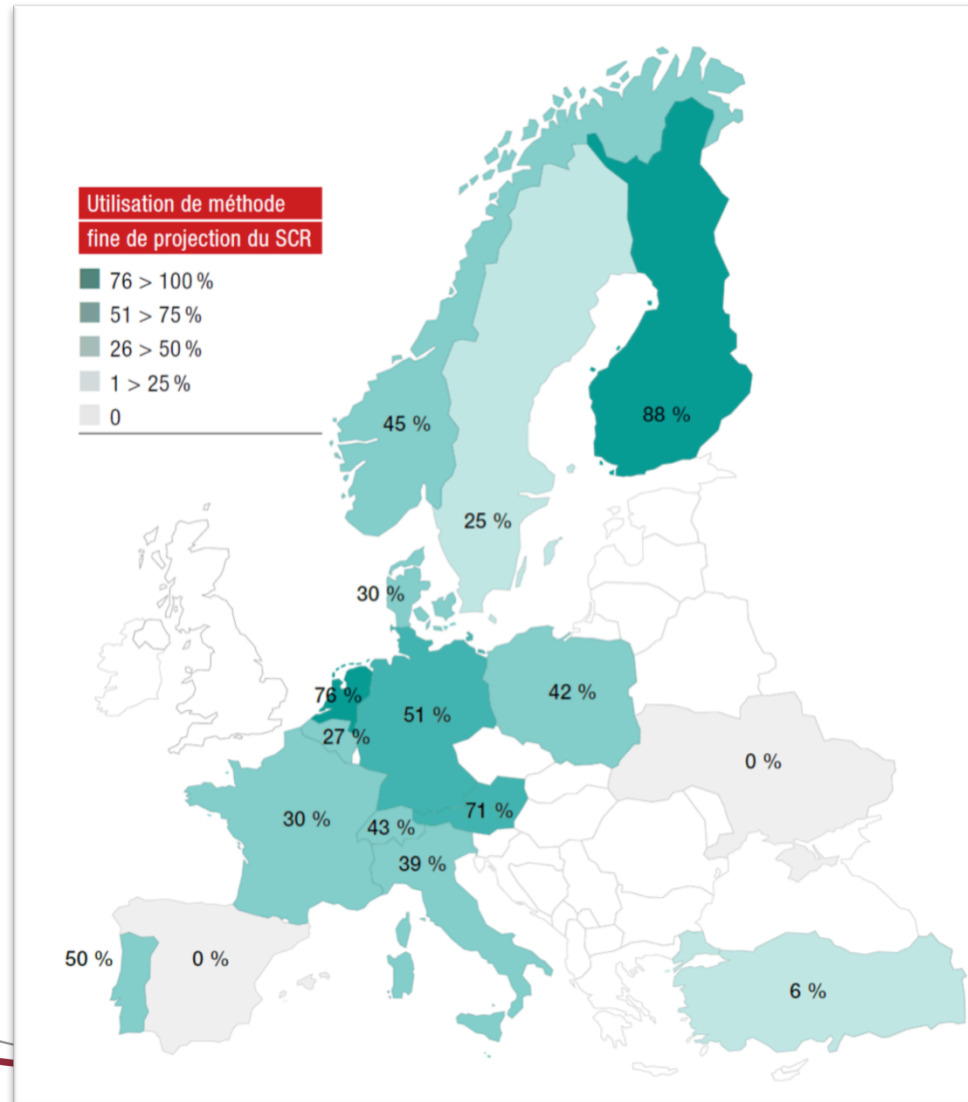 Utilisation de méthode
fine de projection du SCR
76 > 100 %
51 > 75 %
26 > 50 %
1 > 25 %
0
88 %
45 %
25 %
30 %
76 %
42 %
51 %
27 %
0 %
71 %
30 %
43 %
39 %
50 %
0 %
6 %